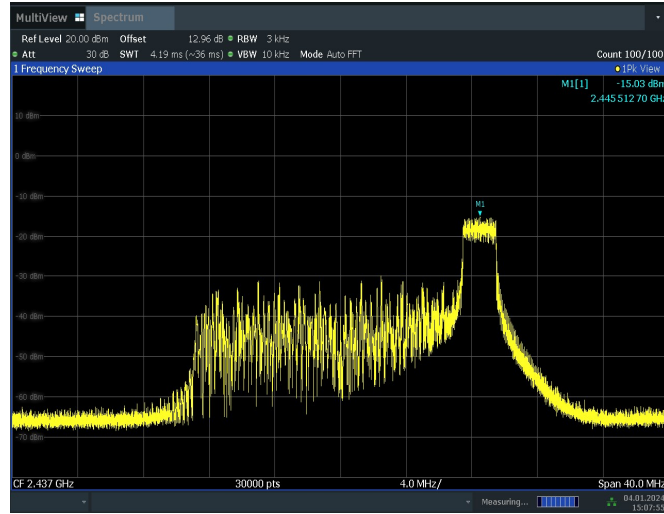 MultiView Spectrum
Ref Level 20.00 dBm Offset 12.96 dB RBW 3 kHz
Att 30 dB SWT 4.19 ms (~36 ms) VBW 10 kHz Mode Auto FFT Count 100/100
1 Frequency Sweep 1Pk View
M1[1] -15.03 dBm
2.445 512 70 GHz
10 dBm
0 dBm
-10 dBm
M1
-20 dBm
-30 dBm
-40 dBm
-50 dBm
-60 dBm
-70 dBm
CF 2.437 GHz 30000 pts 4.0 MHz/ Span 40.0 MHz
Measuring... 04.01.2024
15:07:55